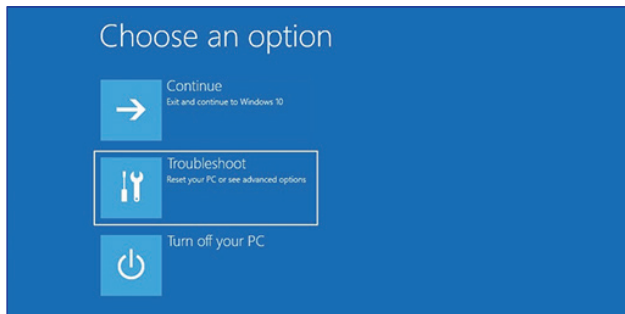 Choose an option
Continue
Exit and continue to Windows 10
Troubleshoot
Reset your PC or see advanced options
Turn off your PC